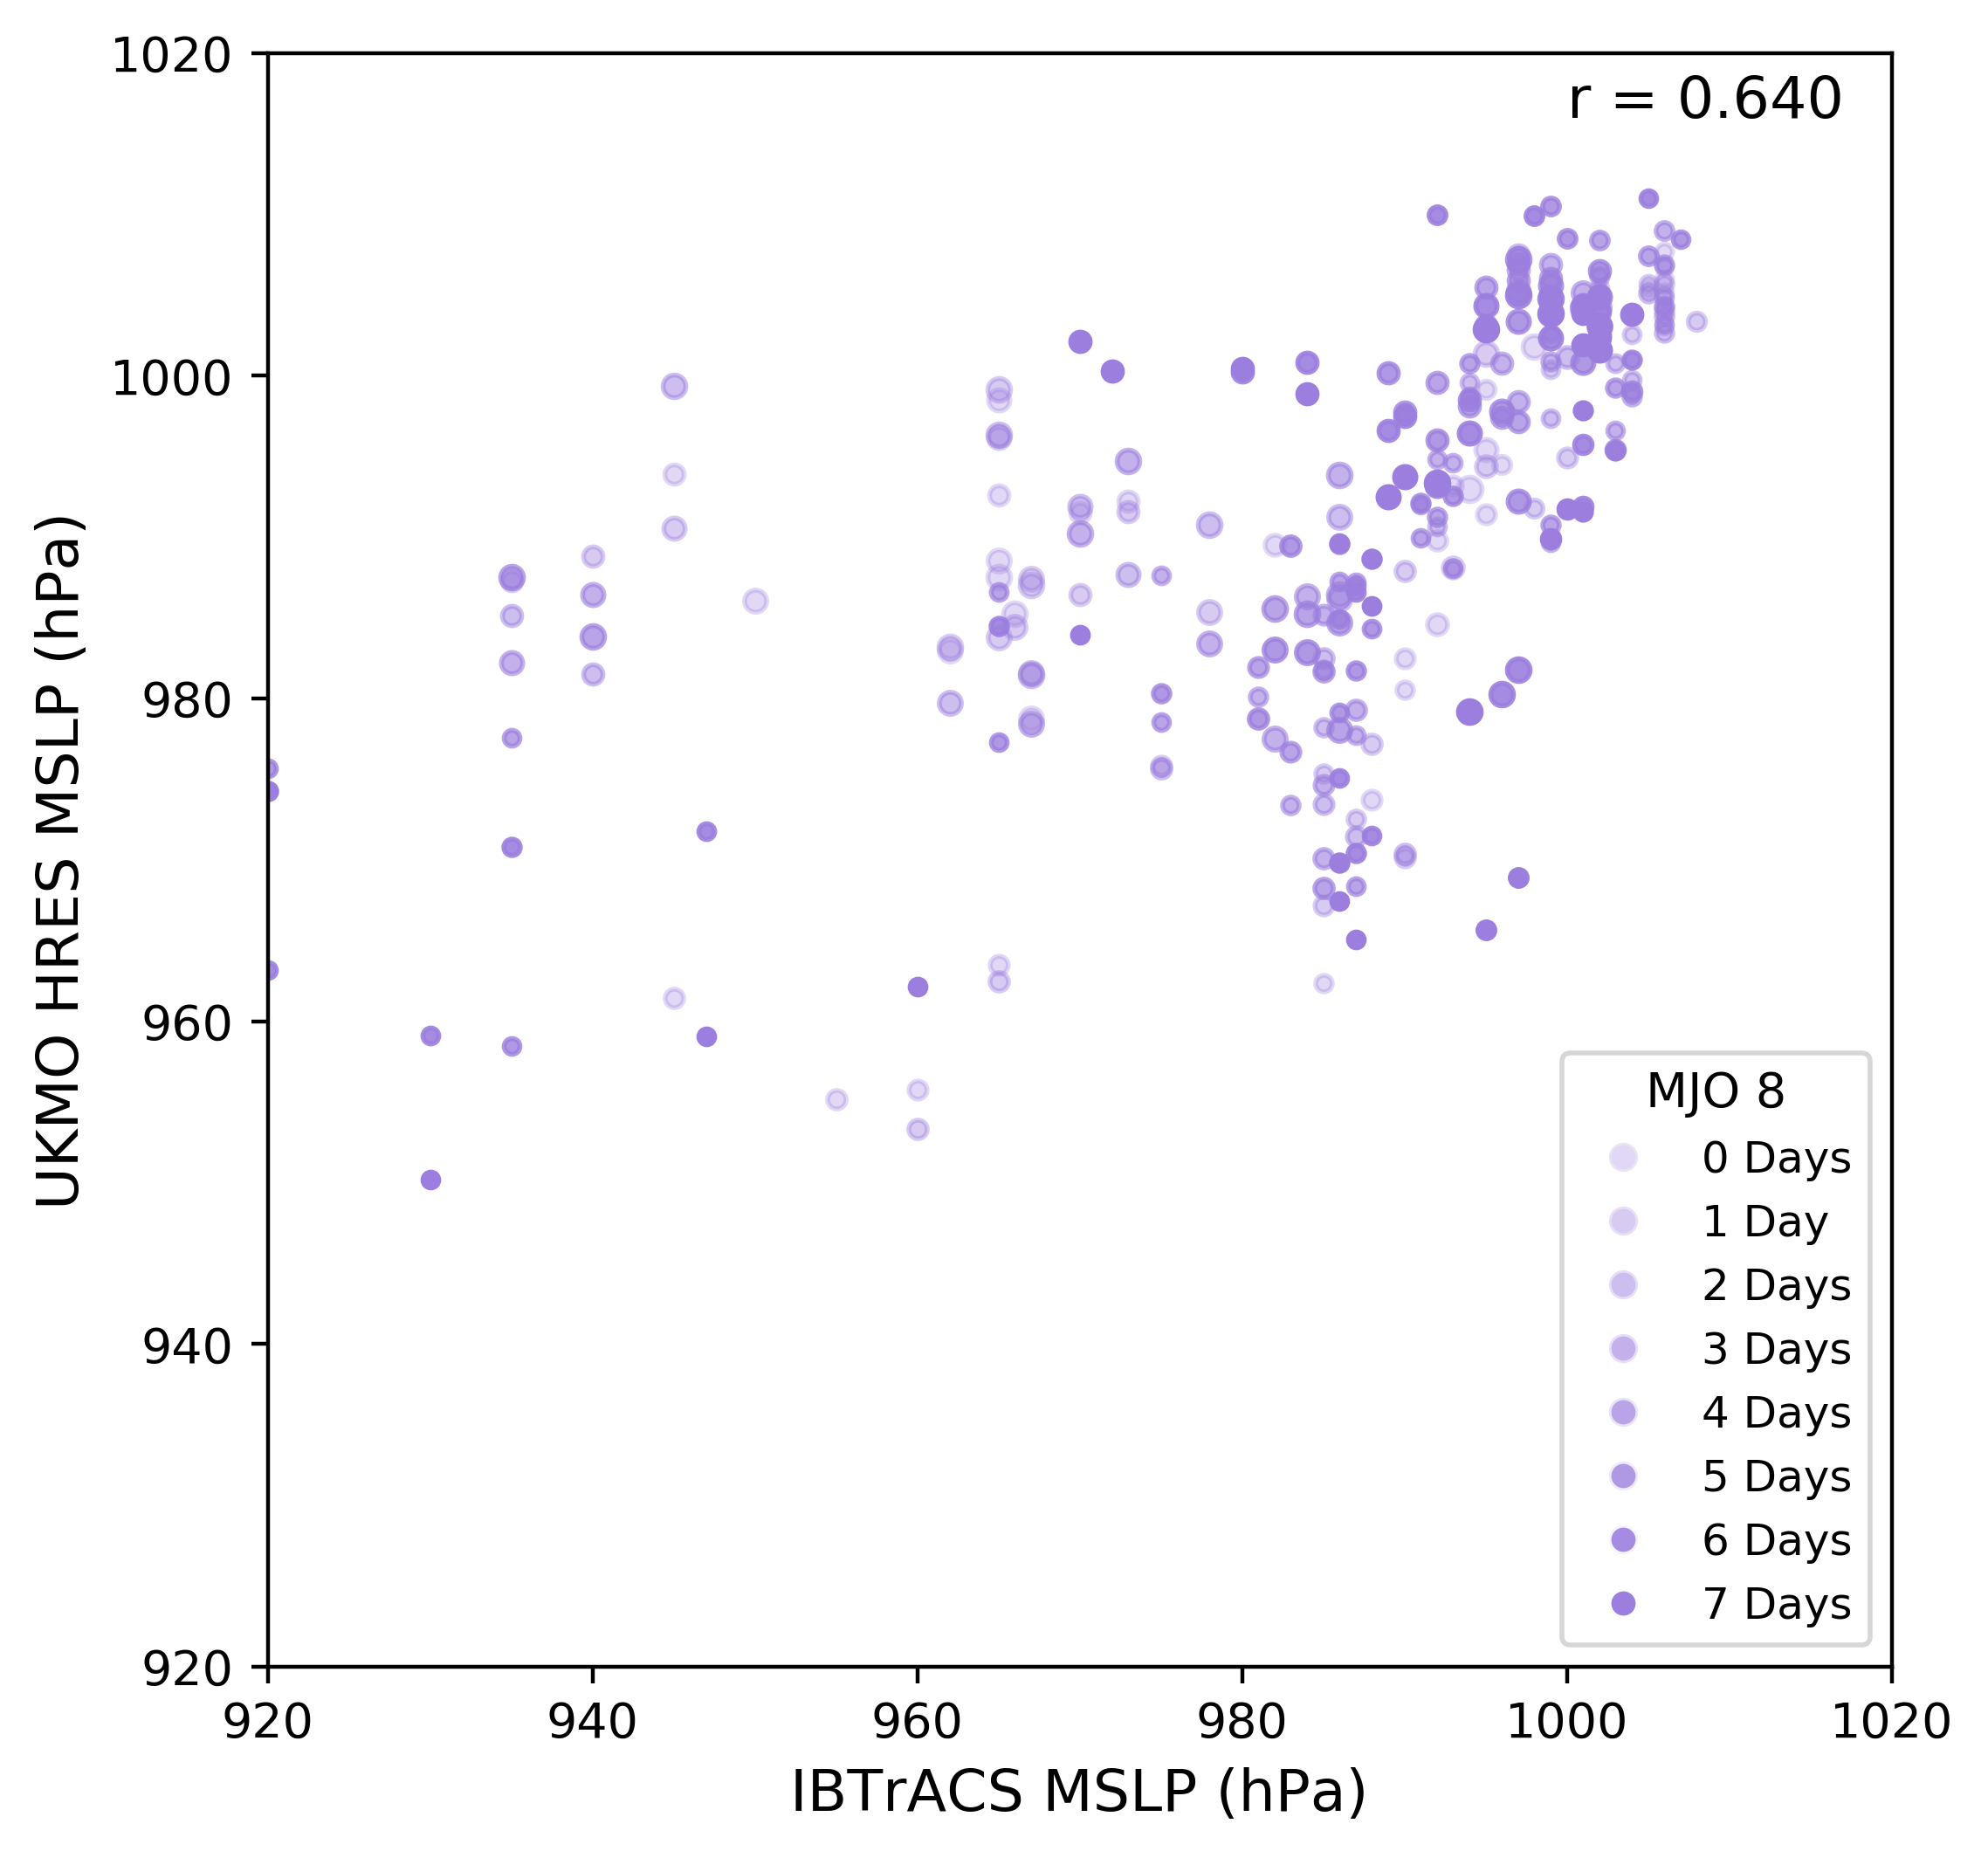 r = 0.640
UKMO HRES MSLP (hPa)
1020
1000
980
960
940
920
MJO 8
0 Days
1 Day
2 Days
3 Days
4 Days
5 Days
6 Days
7 Days
920 940 960 980 1000 1020
IBTrACS MSLP (hPa)